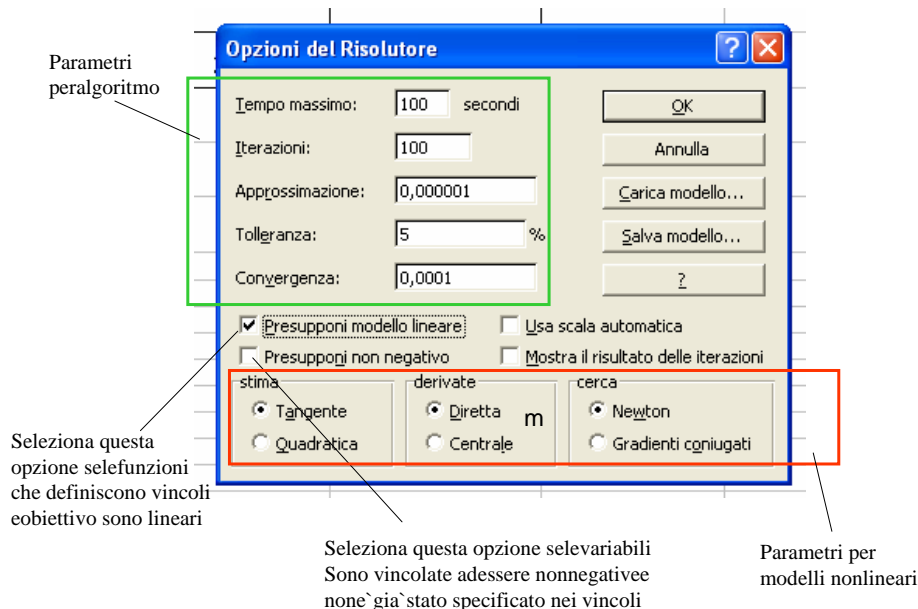 Opzioni del Risolutore
Parametri
peralgoritmo
Tempo massimo: 100 secondi
OK
Iterazioni: 100
Annulla
Approssimazione: 0,000001
Carica modello...
Tolleranza: 5 %
Salva modello...
Convergenza: 0,0001
?
Presupponi modello lineare
Usa scala automatica
Presupponi non negativo
Mostra il risultato delle iterazioni
stima
derivate
cerca
Tangente
Diretta
m
Newton
Quadratica
Centrale
Gradienti coniugati
Seleziona questa
opzione selefunzioni
che definiscono vincoli
eobiettivo sono lineari
Seleziona questa opzione selevariabili
Sono vincolate adessere nonnegativee
none`gia`stato specificato nei vincoli
Parametri per
modelli nonlineari